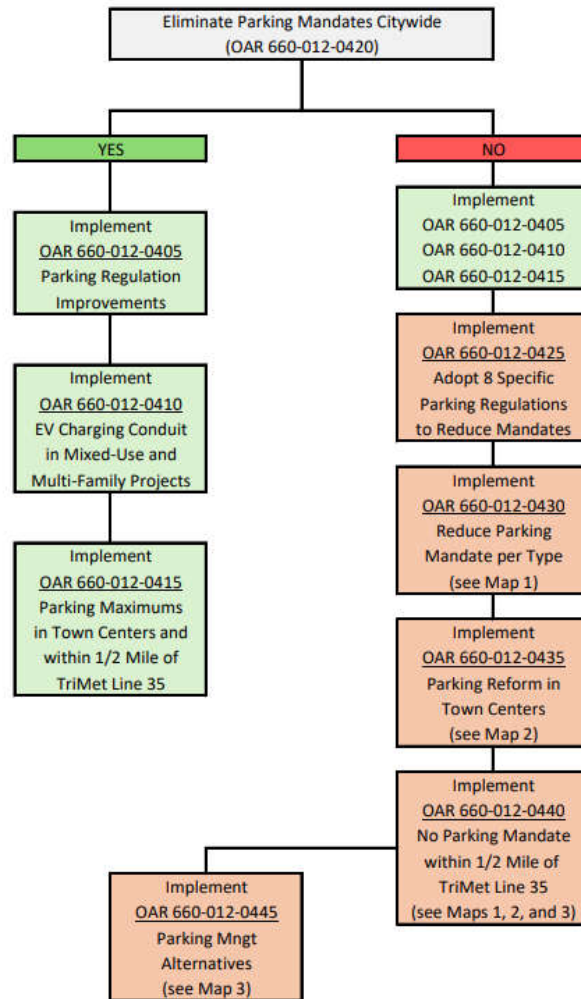 Eliminate Parking Mandates Citywide
(OAR 660-012-0420)
YES
NO
Implement
OAR 660-012-0405
Parking Regulation
Improvements
Implement
OAR 660-012-0410
EV Charging Conduit
in Mixed-Use and
Multi-Family Projects
Implement
OAR 660-012-0415
Parking Maximums
in Town Centers and
within 1/2 Mile of
TriMet Line 35
Implement
OAR 660-012-0405
OAR 660-012-0410
OAR 660-012-0415
Implement
OAR 660-012-0425
Adopt 8 Specific
Parking Regulations
to Reduce Mandates
Implement
OAR 660-012-0430
Reduce Parking
Mandate per Type
(see Map 1)
Implement
OAR 660-012-0435
Parking Reform in
Town Centers
(see Map 2)
Implement
OAR 660-012-0440
No Parking Mandate
within 1/2 Mile of
TriMet Line 35
(see Maps 1, 2, and 3)
Implement
OAR 660-012-0445
Parking Mngt
Alternatives
(see Map 3)